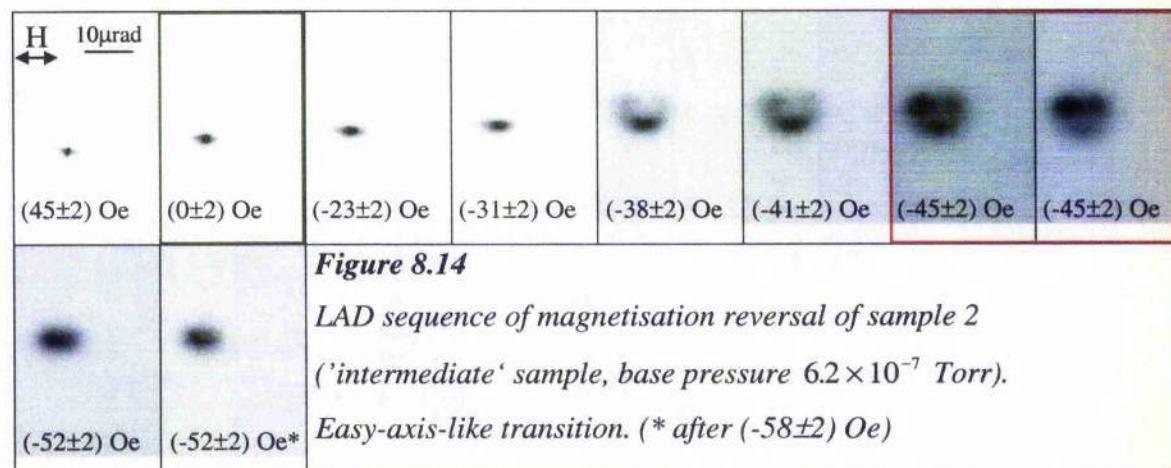 H 10µrad
(45±2) Oe (0±2) Oe (-23±2) Oe (-31±2) Oe (-38±2) Oe (-41±2) Oe (-45±2) Oe (-45±2) Oe
Figure 8.14
LAD sequence of magnetisation reversal of sample 2
('intermediate‘ sample, base pressure 6.2×10⁻⁷ Torr).
(-52±2) Oe (-52±2) Oe* Easy-axis-like transition. (* after (-58±2) Oe)